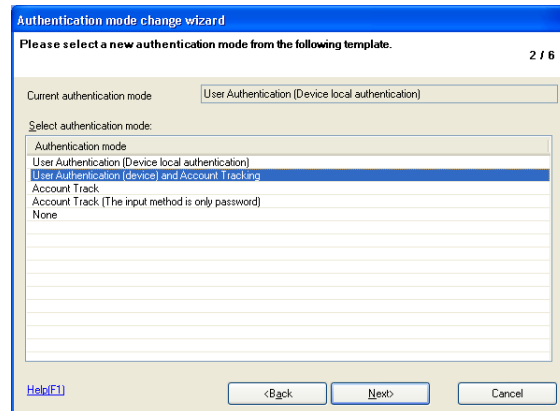 Authentication mode change wizard
Please select a new authentication mode from the following template.
2 / 6
Current authentication mode
User Authentication (Device local authentication)
Select authentication mode:
Authentication mode
User Authentication (Device local authentication)
User Authentication (device) and Account Tracking
Account Track
Account Track (The input method is only password)
None
Help(F1)
<Back
Next>
Cancel